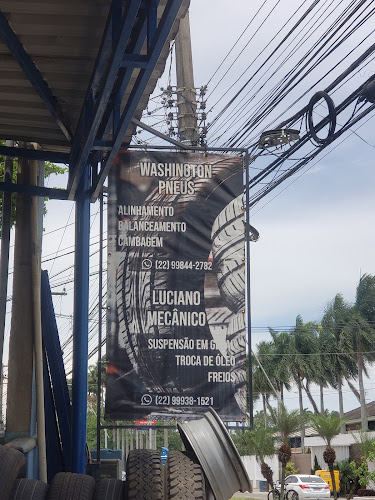 WASHINGTON
PNEUS
ALINHAMENTO
BALANCEAMENTO
CAMBAGEM
(22) 99844-2782
LUCIANO
MECÂNICO
SUSPENSÃO EM GERAL
TROCA DE ÓLEO
FREIOS
(22) 99938-1521